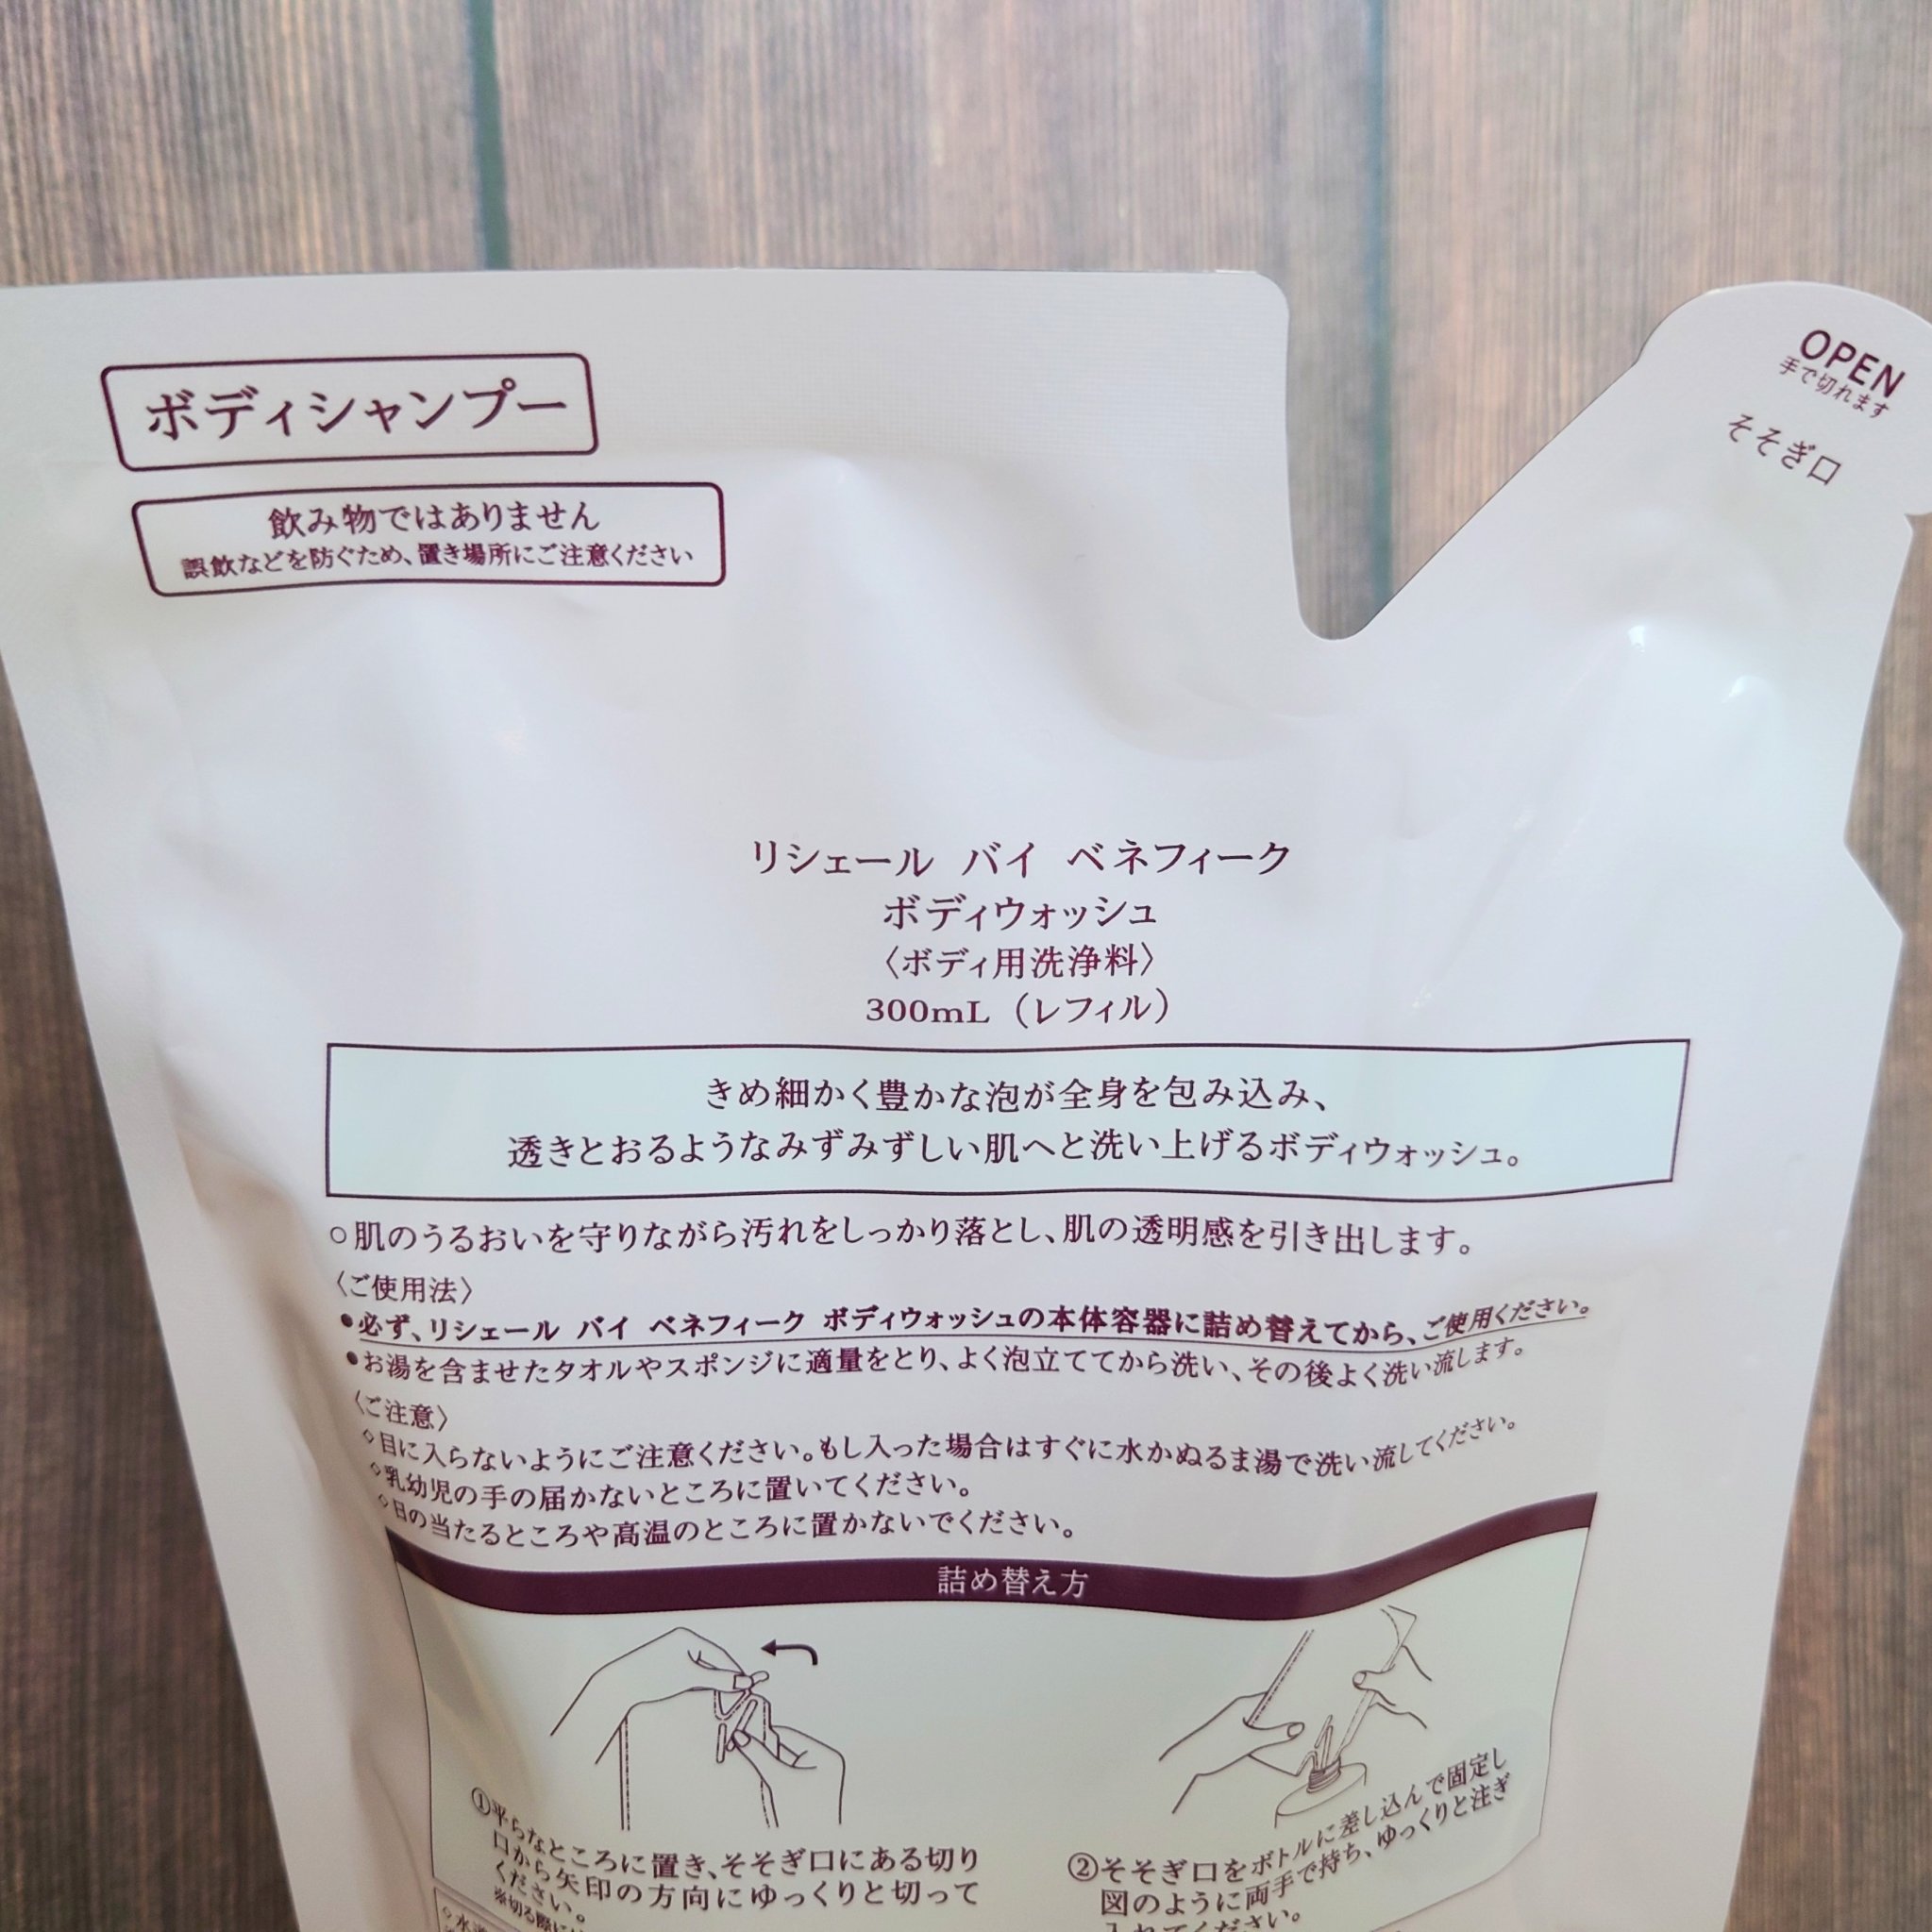 OPEN
手で切れます
そそぎ口
ボディシャンプー
飲み物ではありません
誤飲などを防ぐため、置き場所にご注意ください
リシェール バイ ベネフィーク
ボディウォッシュ
〈ボディ用洗浄料〉
300mL（レフィル）
きめ細かく豊かな泡が全身を包み込み、
透きとおるようなみずみずしい肌へと洗い上げるボディウォッシュ。
○肌のうるおいを守りながら汚れをしっかり落とし、肌の透明感を引き出します。
〈ご使用法〉
●必ず、リシェール バイ ベネフィーク ボディウォッシュの本体容器に詰め替えてから、ご使用ください。
●お湯を含ませたタオルやスポンジに適量をとり、よく泡立ててから洗い、その後よく洗い流します。
〈ご注意〉
◇目に入らないようにご注意ください。もし入った場合はすぐに水かぬるま湯で洗い流してください。
◇乳幼児の手の届かないところに置いてください。
◇日の当たるところや高温のところに置かないでください。
詰め替え方
①平らなところに置き、そそぎ口にある切り
口から矢印の方向にゆっくりと切って
ください。
※切る際に
②そそぎ口をボトルに差し込んで固定し
図のように両手で持ち、ゆっくりと注ぎ
入れてください。